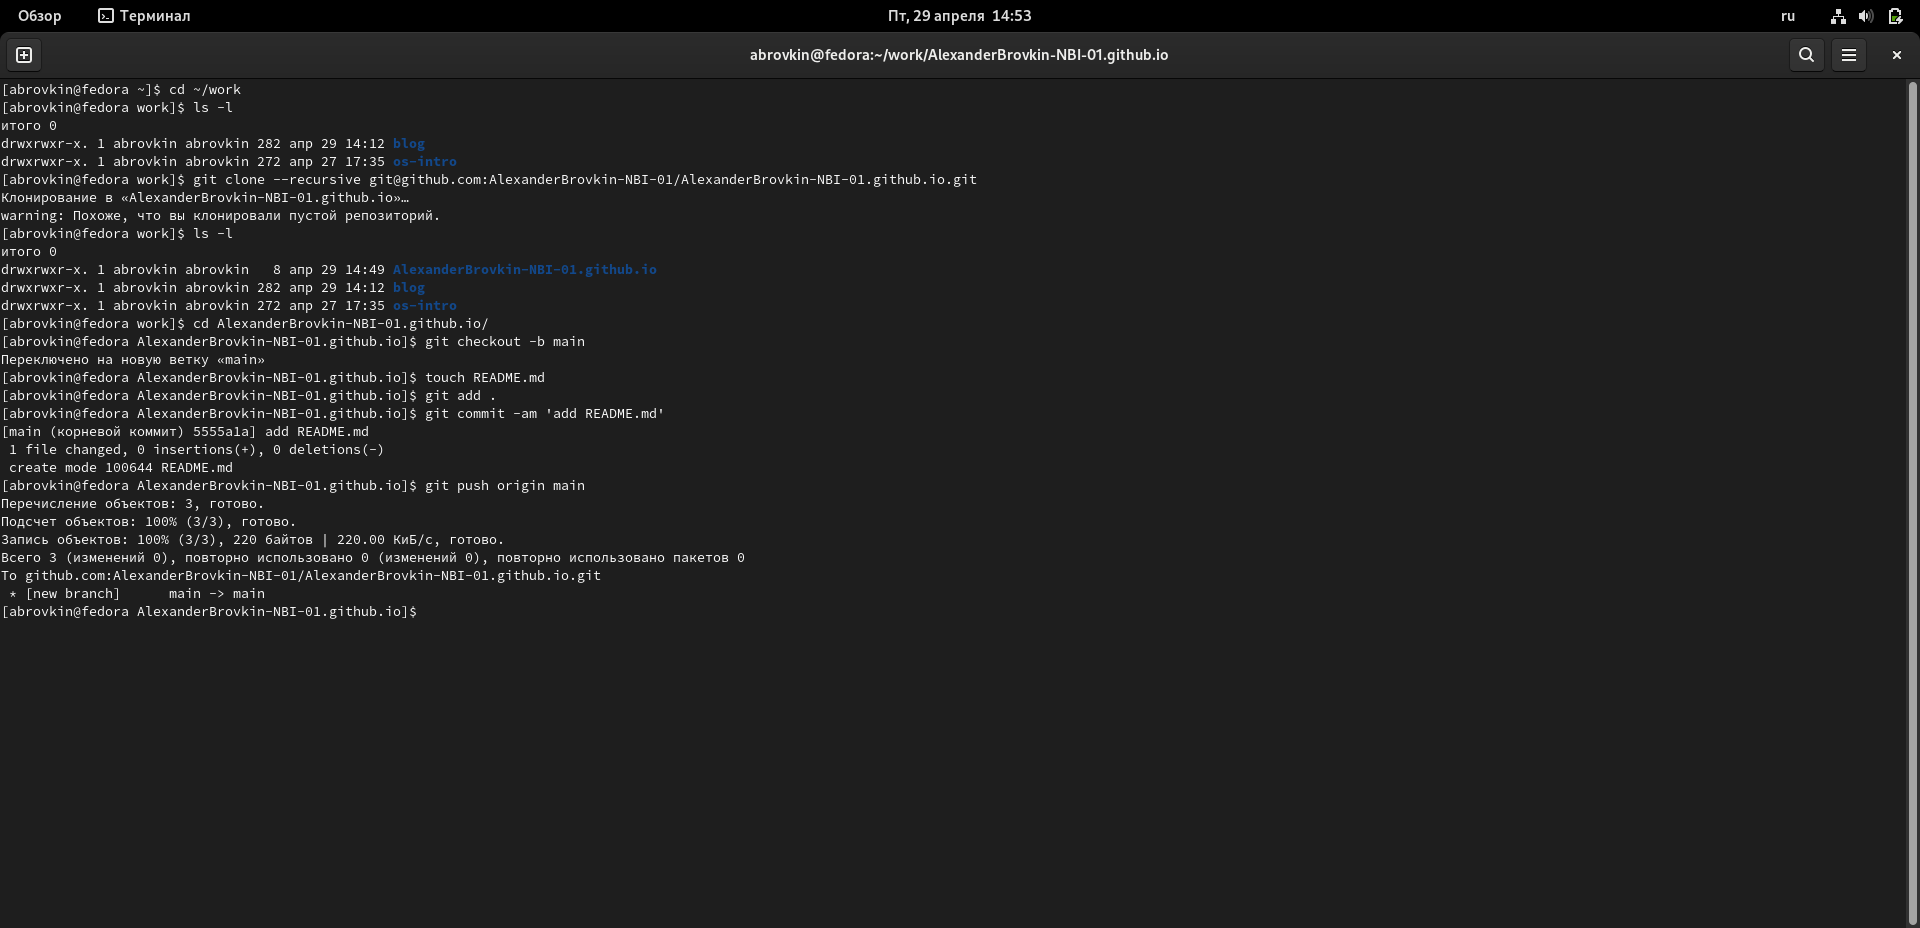 Обзор Терминал Пт, 29 апреля 14:53 ru
abrovkin@fedora:~/work/AlexanderBrovkin-NBI-01.github.io
[abrovkin@fedora ~]$ cd ~/work
[abrovkin@fedora work]$ ls -l
итого 0
drwxrwxr-x. 1 abrovkin abrovkin 282 апр 29 14:12 blog
drwxrwxr-x. 1 abrovkin abrovkin 272 апр 27 17:35 os-intro
[abrovkin@fedora work]$ git clone --recursive git@github.com:AlexanderBrovkin-NBI-01/AlexanderBrovkin-NBI-01.github.io.git
Клонирование в «AlexanderBrovkin-NBI-01.github.io»…
warning: Похоже, что вы клонировали пустой репозиторий.
[abrovkin@fedora work]$ ls -l
итого 0
drwxrwxr-x. 1 abrovkin abrovkin   8 апр 29 14:49 AlexanderBrovkin-NBI-01.github.io
drwxrwxr-x. 1 abrovkin abrovkin 282 апр 29 14:12 blog
drwxrwxr-x. 1 abrovkin abrovkin 272 апр 27 17:35 os-intro
[abrovkin@fedora work]$ cd AlexanderBrovkin-NBI-01.github.io/
[abrovkin@fedora AlexanderBrovkin-NBI-01.github.io]$ git checkout -b main
Переключено на новую ветку «main»
[abrovkin@fedora AlexanderBrovkin-NBI-01.github.io]$ touch README.md
[abrovkin@fedora AlexanderBrovkin-NBI-01.github.io]$ git add .
[abrovkin@fedora AlexanderBrovkin-NBI-01.github.io]$ git commit -am 'add README.md'
[main (корневой коммит) 5555a1a] add README.md
 1 file changed, 0 insertions(+), 0 deletions(-)
 create mode 100644 README.md
[abrovkin@fedora AlexanderBrovkin-NBI-01.github.io]$ git push origin main
Перечисление объектов: 3, готово.
Подсчет объектов: 100% (3/3), готово.
Запись объектов: 100% (3/3), 220 байтов | 220.00 КиБ/с, готово.
Всего 3 (изменений 0), повторно использовано 0 (изменений 0), повторно использовано пакетов 0
To github.com:AlexanderBrovkin-NBI-01/AlexanderBrovkin-NBI-01.github.io.git
 * [new branch]      main -> main
[abrovkin@fedora AlexanderBrovkin-NBI-01.github.io]$